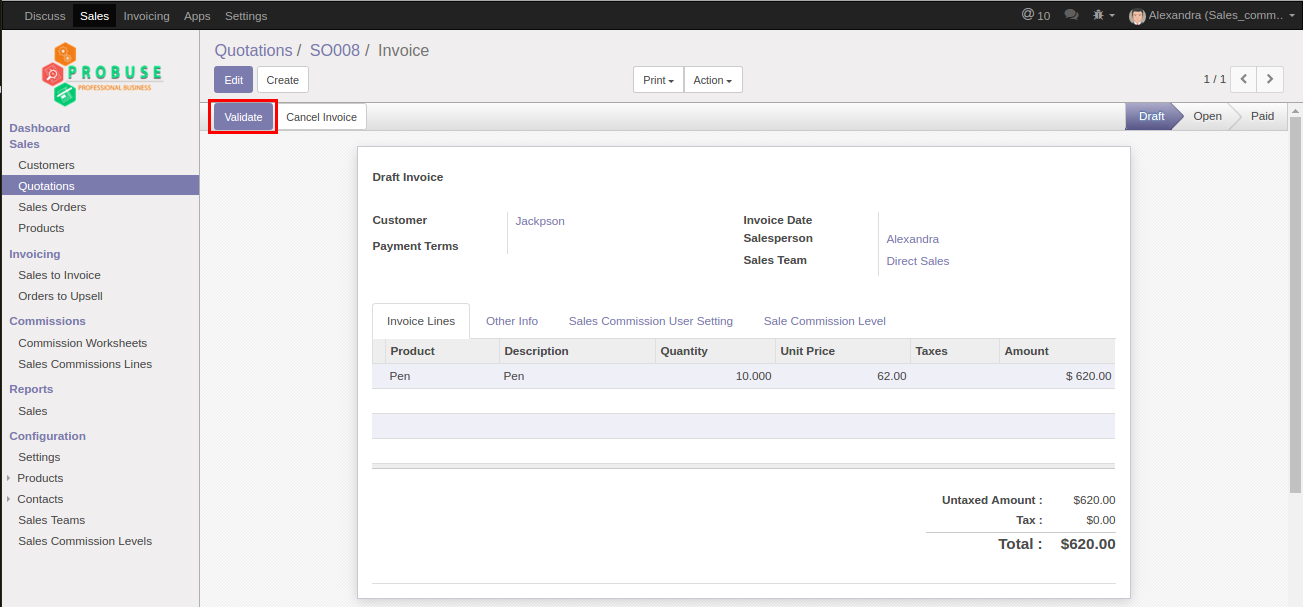 Discuss Sales Invoicing Apps Settings @ 10 Alexandra (Sales_comm..
PROBUSE
PROFESSIONAL BUSINESS
Quotations / SO008 / Invoice
Edit Create Print Action 1 / 1
Validate Cancel Invoice Draft Open Paid
Dashboard
Sales
Customers
Quotations
Sales Orders
Products
Invoicing
Sales to Invoice
Orders to Upsell
Commissions
Commission Worksheets
Sales Commissions Lines
Reports
Sales
Configuration
Settings
Products
Contacts
Sales Teams
Sales Commission Levels
Draft Invoice
Customer Jackpson
Payment Terms
Invoice Date
Salesperson Alexandra
Sales Team Direct Sales
Invoice Lines Other Info Sales Commission User Setting Sale Commission Level
Product Description Quantity Unit Price Taxes Amount
Pen Pen 10.000 62.00 $ 620.00
Untaxed Amount : $620.00
Tax : $0.00
Total : $620.00